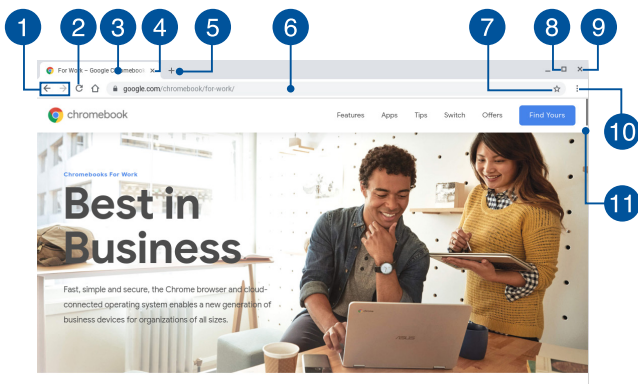 1 2 3 4 5 6 7 8 9
For Work – Google Chromebook
google.com/chromebook/for-work/
10
chromebook Features Apps Tips Switch Offers Find Yours
11
Chromebooks For Work
Best in
Business
Fast, simple and secure, the Chrome browser and cloud-
connected operating system enables a new generation of
business devices for organizations of all sizes.
ASUS